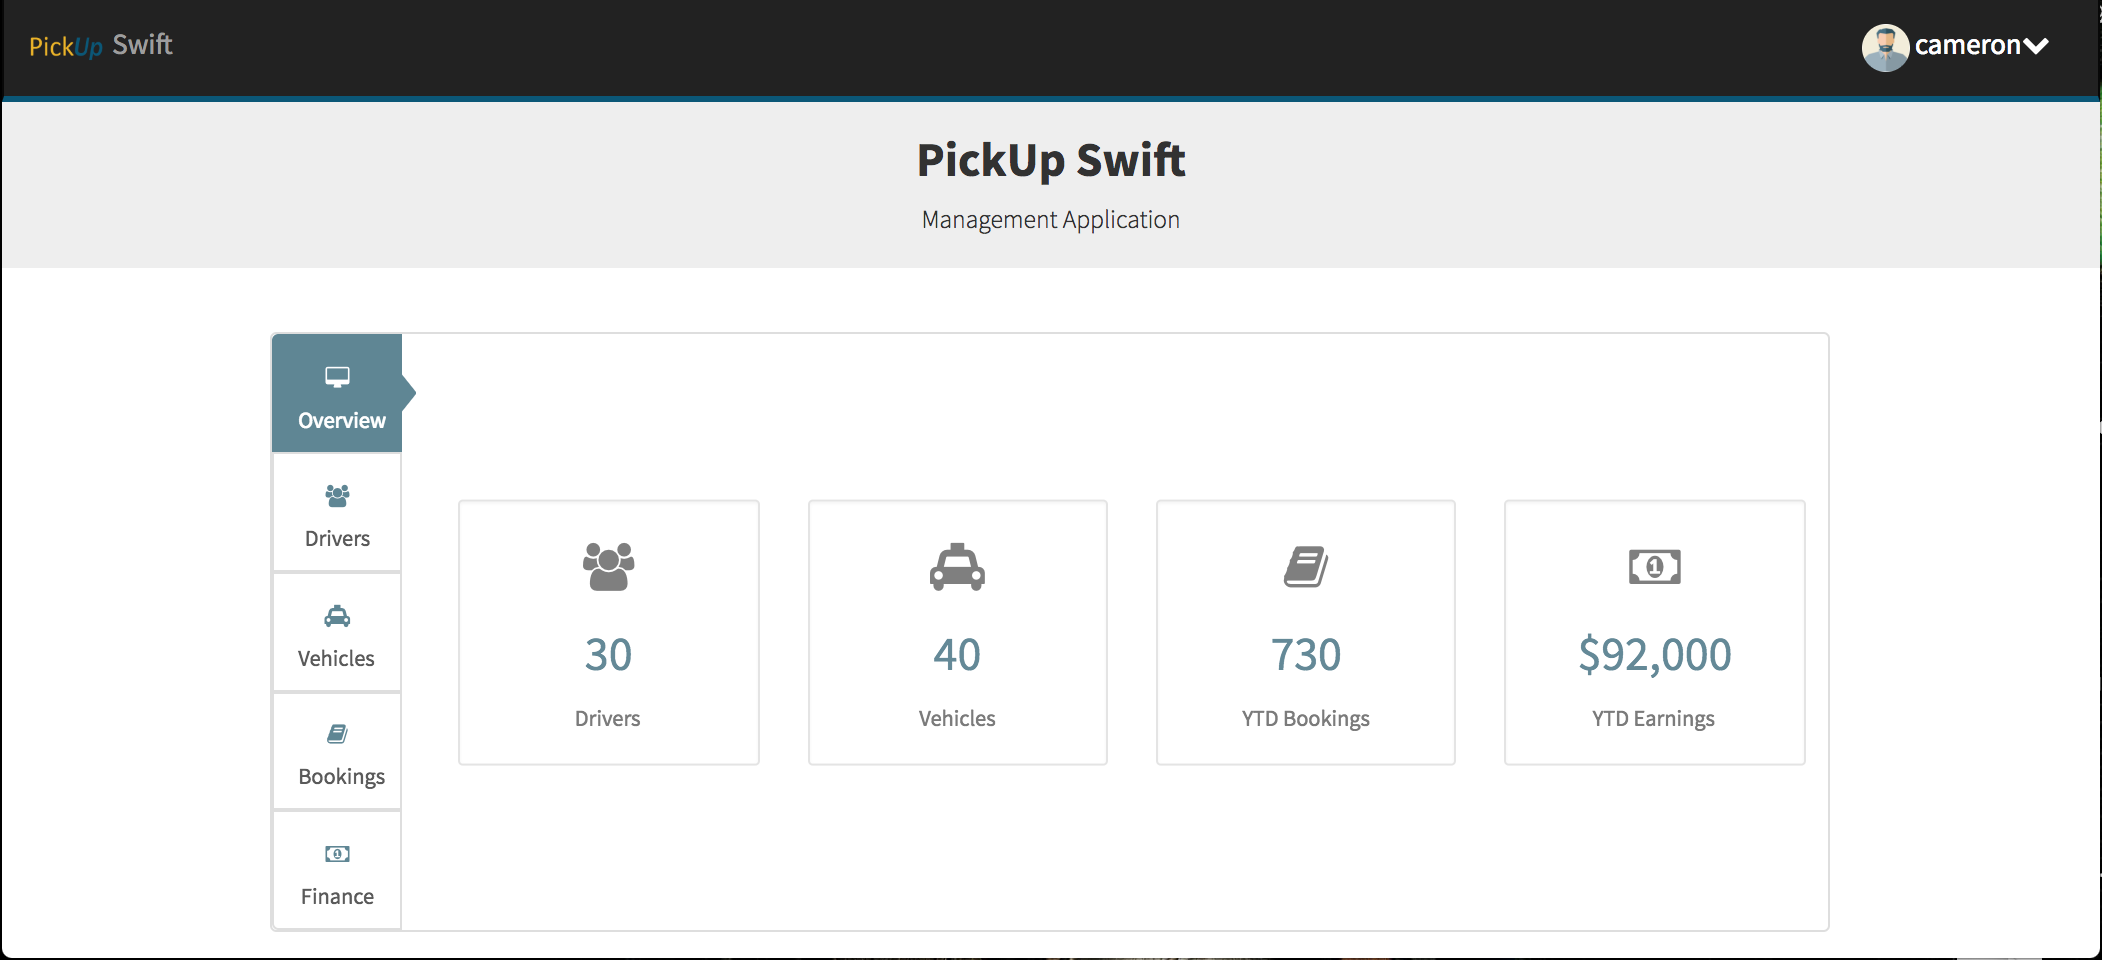 PickUp Swift
cameron
PickUp Swift
Management Application
Overview
Drivers
Vehicles
Bookings
Finance
30
Drivers
40
Vehicles
730
YTD Bookings
$92,000
YTD Earnings